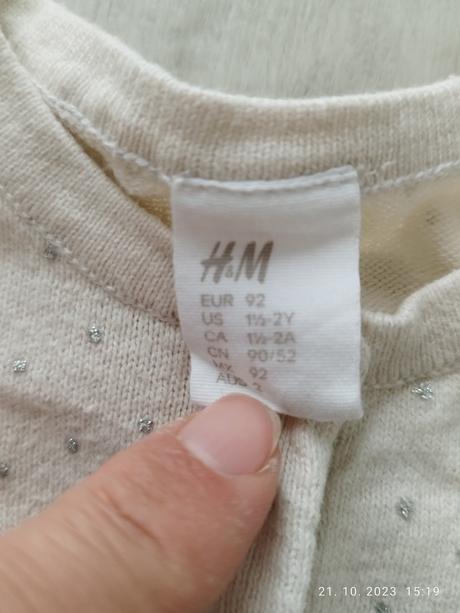 H&M
EUR 92
US 1½-2Y
CA 1½-2A
CN 90/52
MX 92
AUS 2
21. 10. 2023 15:19